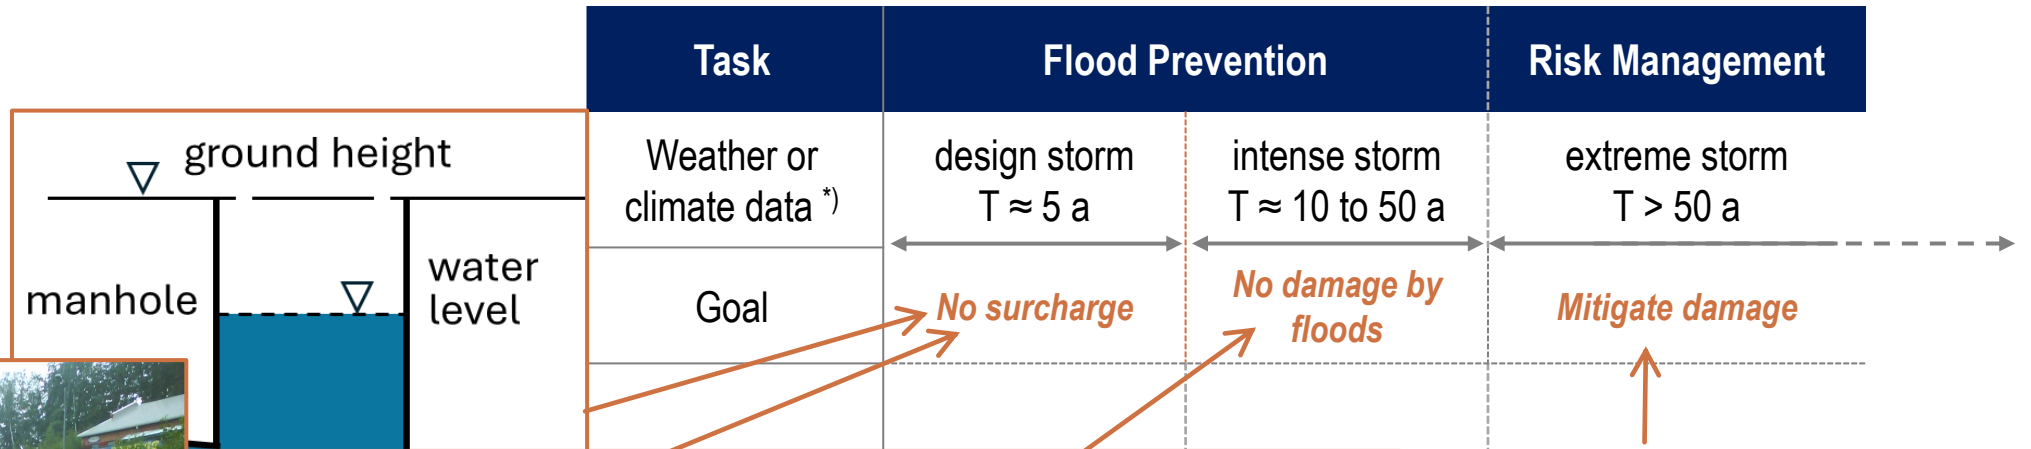 Task
Flood Prevention
Risk Management
ground height
manhole
water
level
Weather or
climate data *)
design storm
T ≈ 5 a
intense storm
T ≈ 10 to 50 a
extreme storm
T > 50 a
Goal
No surcharge
No damage by
floods
Mitigate damage